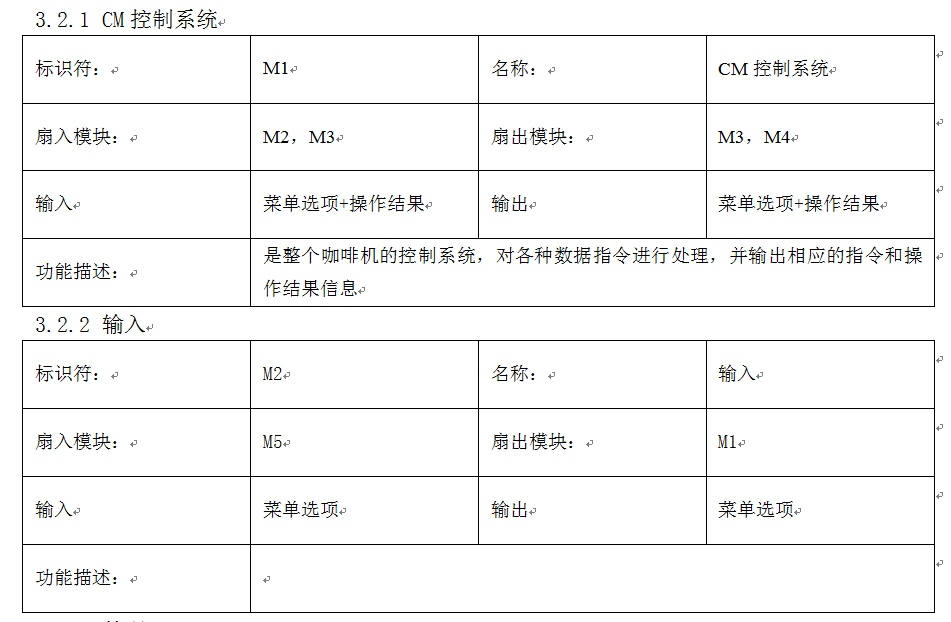 3.2.1 CM 控制系统
标识符： M1 名称： CM 控制系统
扇入模块： M2，M3 扇出模块： M3，M4
输入 菜单选项+操作结果 输出 菜单选项+操作结果
功能描述： 是整个咖啡机的控制系统，对各种数据指令进行处理，并输出相应的指令和操
作结果信息
3.2.2 输入
标识符： M2 名称： 输入
扇入模块： M5 扇出模块： M1
输入 菜单选项 输出 菜单选项
功能描述：